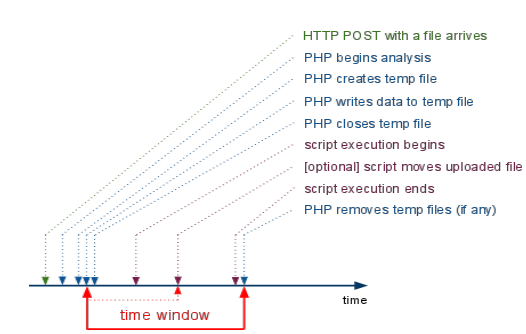 HTTP POST with a file arrives
PHP begins analysis
PHP creates temp file
PHP writes data to temp file
PHP closes temp file
script execution begins
[optional] script moves uploaded file
script execution ends
PHP removes temp files (if any)
time
time window